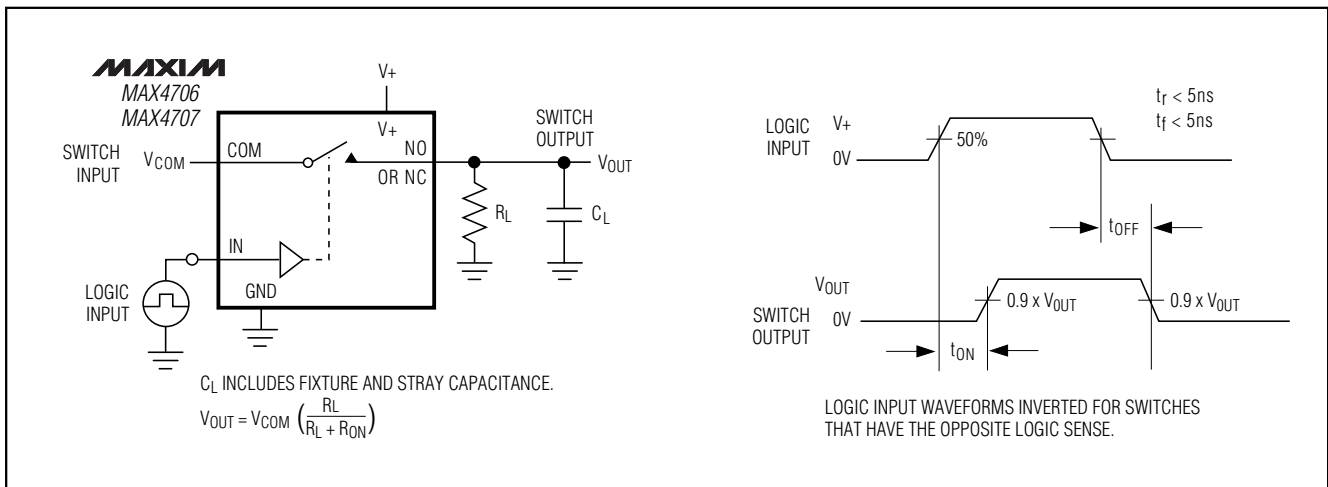 MAXIM
MAX4706
MAX4707
V+
V+
SWITCH
INPUT
VCOM
COM
NO
OR NC
SWITCH
OUTPUT
VOUT
RL
CL
IN
LOGIC
INPUT
GND
CL INCLUDES FIXTURE AND STRAY CAPACITANCE.
VOUT = VCOM (RL / RL + RON)
tr < 5ns
tf < 5ns
LOGIC
INPUT
V+
0V
50%
tOFF
VOUT
SWITCH
OUTPUT
0V
0.9 x VOUT
0.9 x VOUT
tON
LOGIC INPUT WAVEFORMS INVERTED FOR SWITCHES
THAT HAVE THE OPPOSITE LOGIC SENSE.